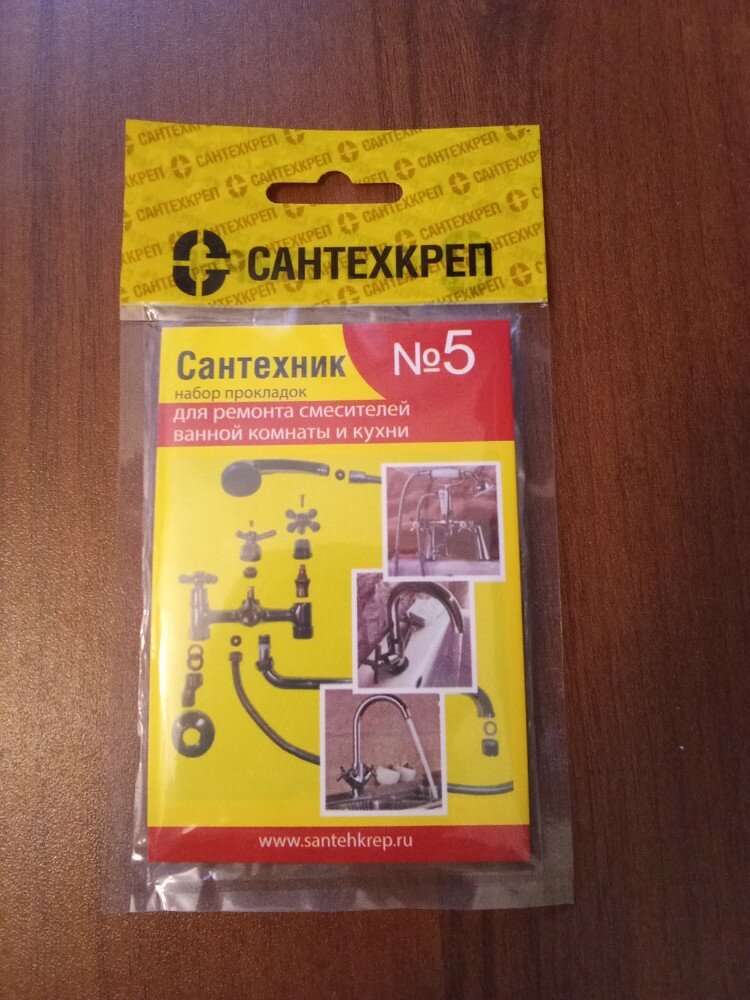 САНТЕХКРЕП
САНТЕХКРЕП
Сантехник
№5
набор прокладок
для ремонта смесителей
ванной комнаты и кухни
www.santehkrep.ru